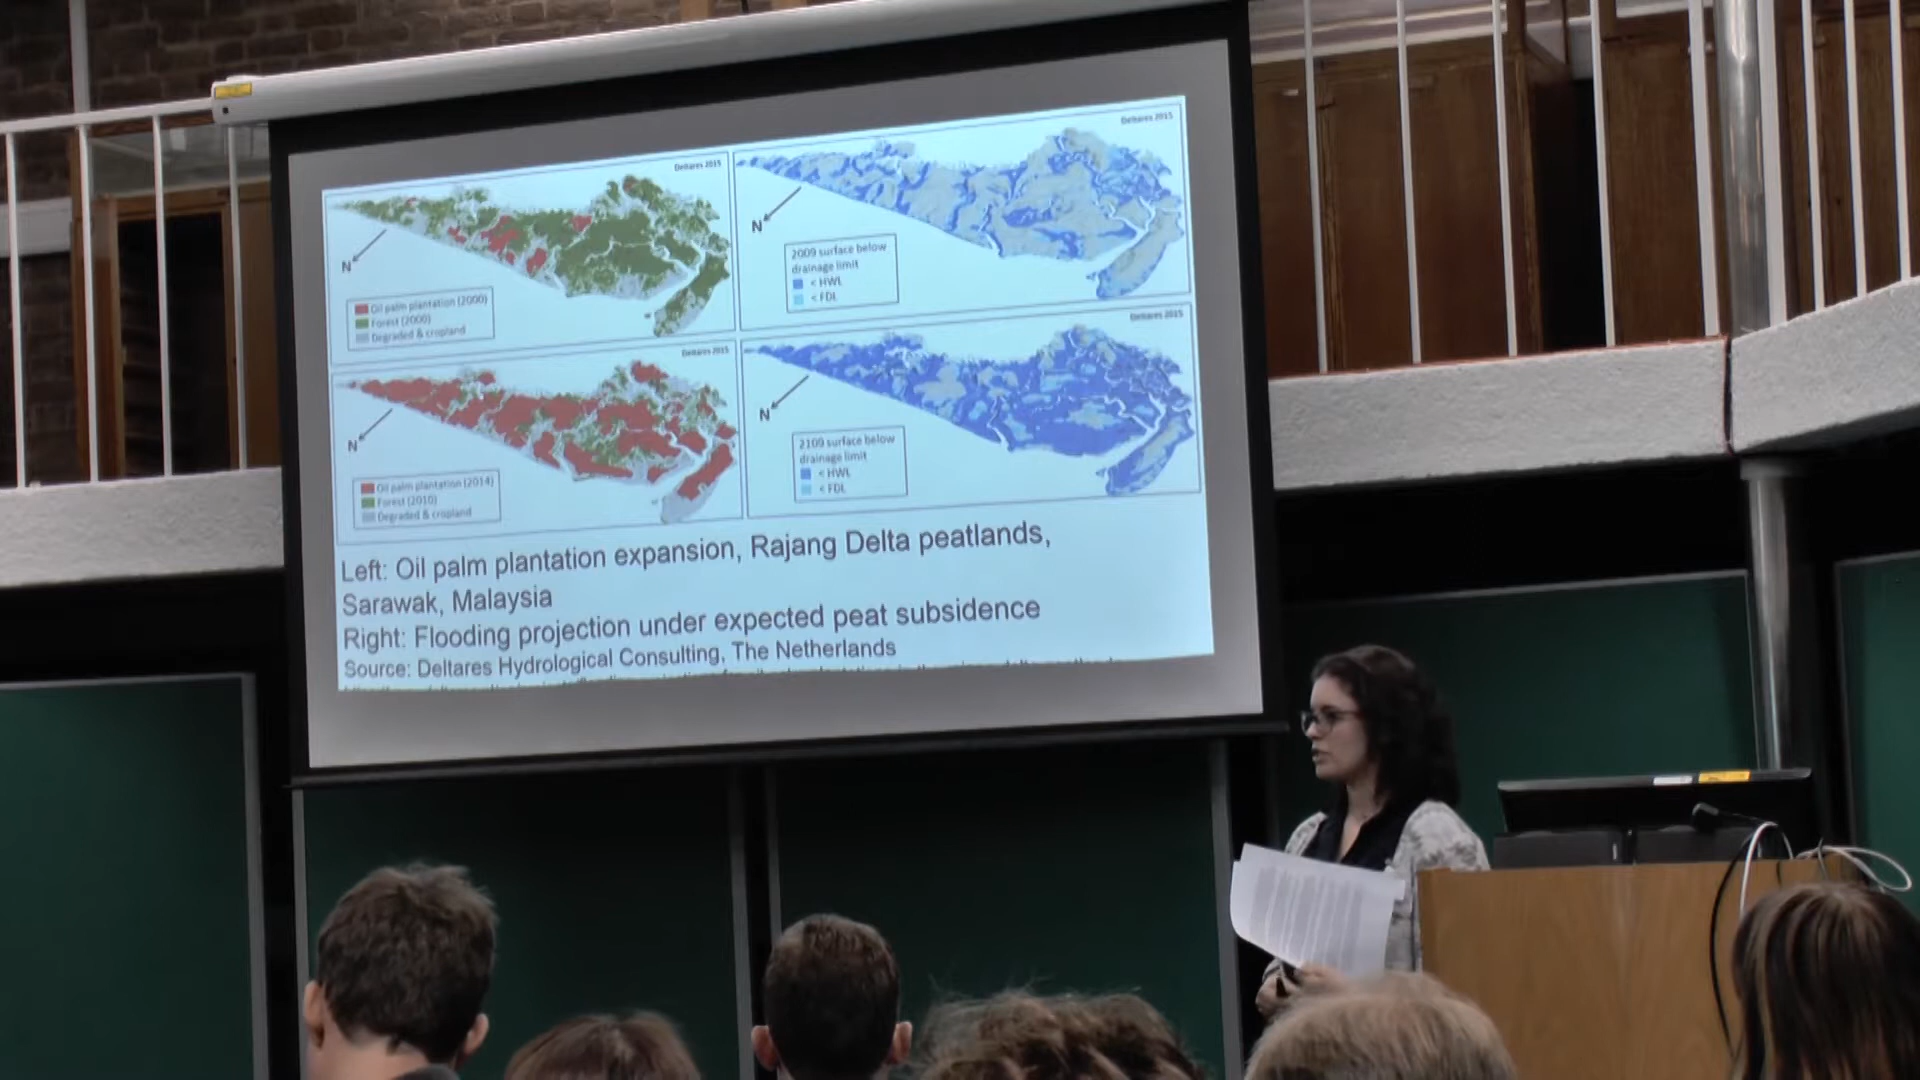 Deltares 2015
N
Oil palm plantation (2000)
Forest (2000)
Degraded & cropland
Deltares 2015
N
2009 surface below
drainage limit
< HWL
< FDL
Deltares 2015
N
Oil palm plantation (2014)
Forest (2010)
Degraded & cropland
Deltares 2015
N
2109 surface below
drainage limit
< HWL
< FDL
Left: Oil palm plantation expansion, Rajang Delta peatlands,
Sarawak, Malaysia
Right: Flooding projection under expected peat subsidence
Source: Deltares Hydrological Consulting, The Netherlands